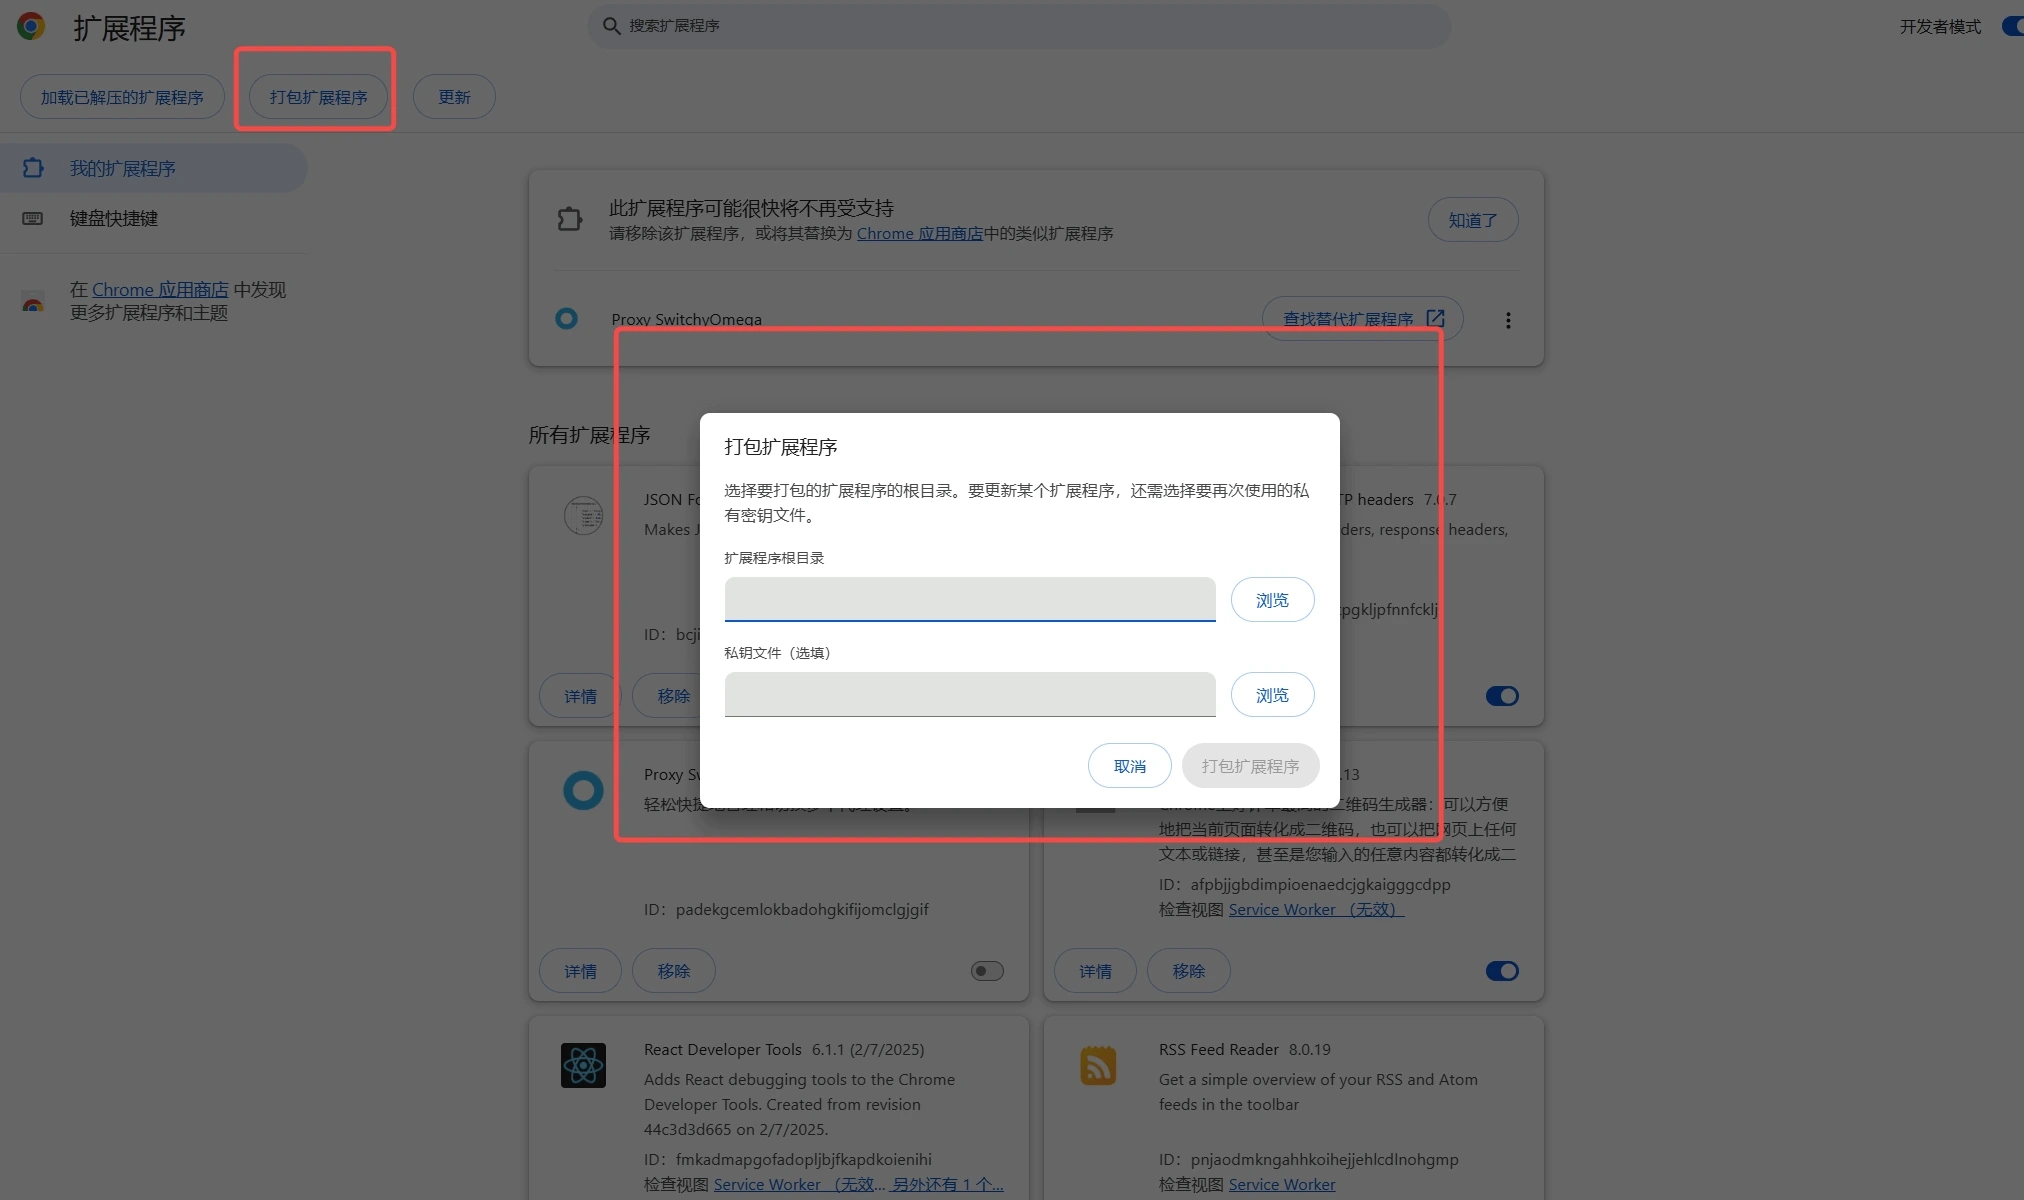 扩展程序
搜索扩展程序
开发者模式
加载已解压的扩展程序
打包扩展程序
更新
我的扩展程序
键盘快捷键
在 Chrome 应用商店 中发现
更多扩展程序和主题
此扩展程序可能很快将不再受支持
请移除该扩展程序，或将其替换为 Chrome 应用商店中的类似扩展程序
知道了
Proxy SwitchyOmega
查找替代扩展程序
所有扩展程序
打包扩展程序
选择要打包的扩展程序的根目录。要更新某个扩展程序，还需选择要再次使用的私
有密钥文件。
扩展程序根目录
浏览
私钥文件（选填）
浏览
取消
打包扩展程序
JSON Fo
Makes J
ID：bcji
详情
移除
TP headers 7.0.7
ders, response headers,
pgkljpfnnfcklj
Proxy Sw
ID：padekgcemlokbadohgkifijomclgjgif
详情
移除
.13
二维码生成器：可以方便
地把当前页面转化成二维码，也可以把网页上任何
文本或链接，甚至是您输入的任意内容都转化成二
ID：afpbjjgbdimpioenaedcjgkaigggcdpp
检查视图 Service Worker （无效）
详情
移除
React Developer Tools 6.1.1 (2/7/2025)
Adds React debugging tools to the Chrome
Developer Tools. Created from revision
44c3d3d665 on 2/7/2025.
ID：fmkadmapgofadopljbjfkapdkoienihi
检查视图 Service Worker （无效... 另外还有 1 个...
RSS Feed Reader 8.0.19
Get a simple overview of your RSS and Atom
feeds in the toolbar
ID：pnjaodmkngahhkoihejjehlcdlnohgmp
检查视图 Service Worker